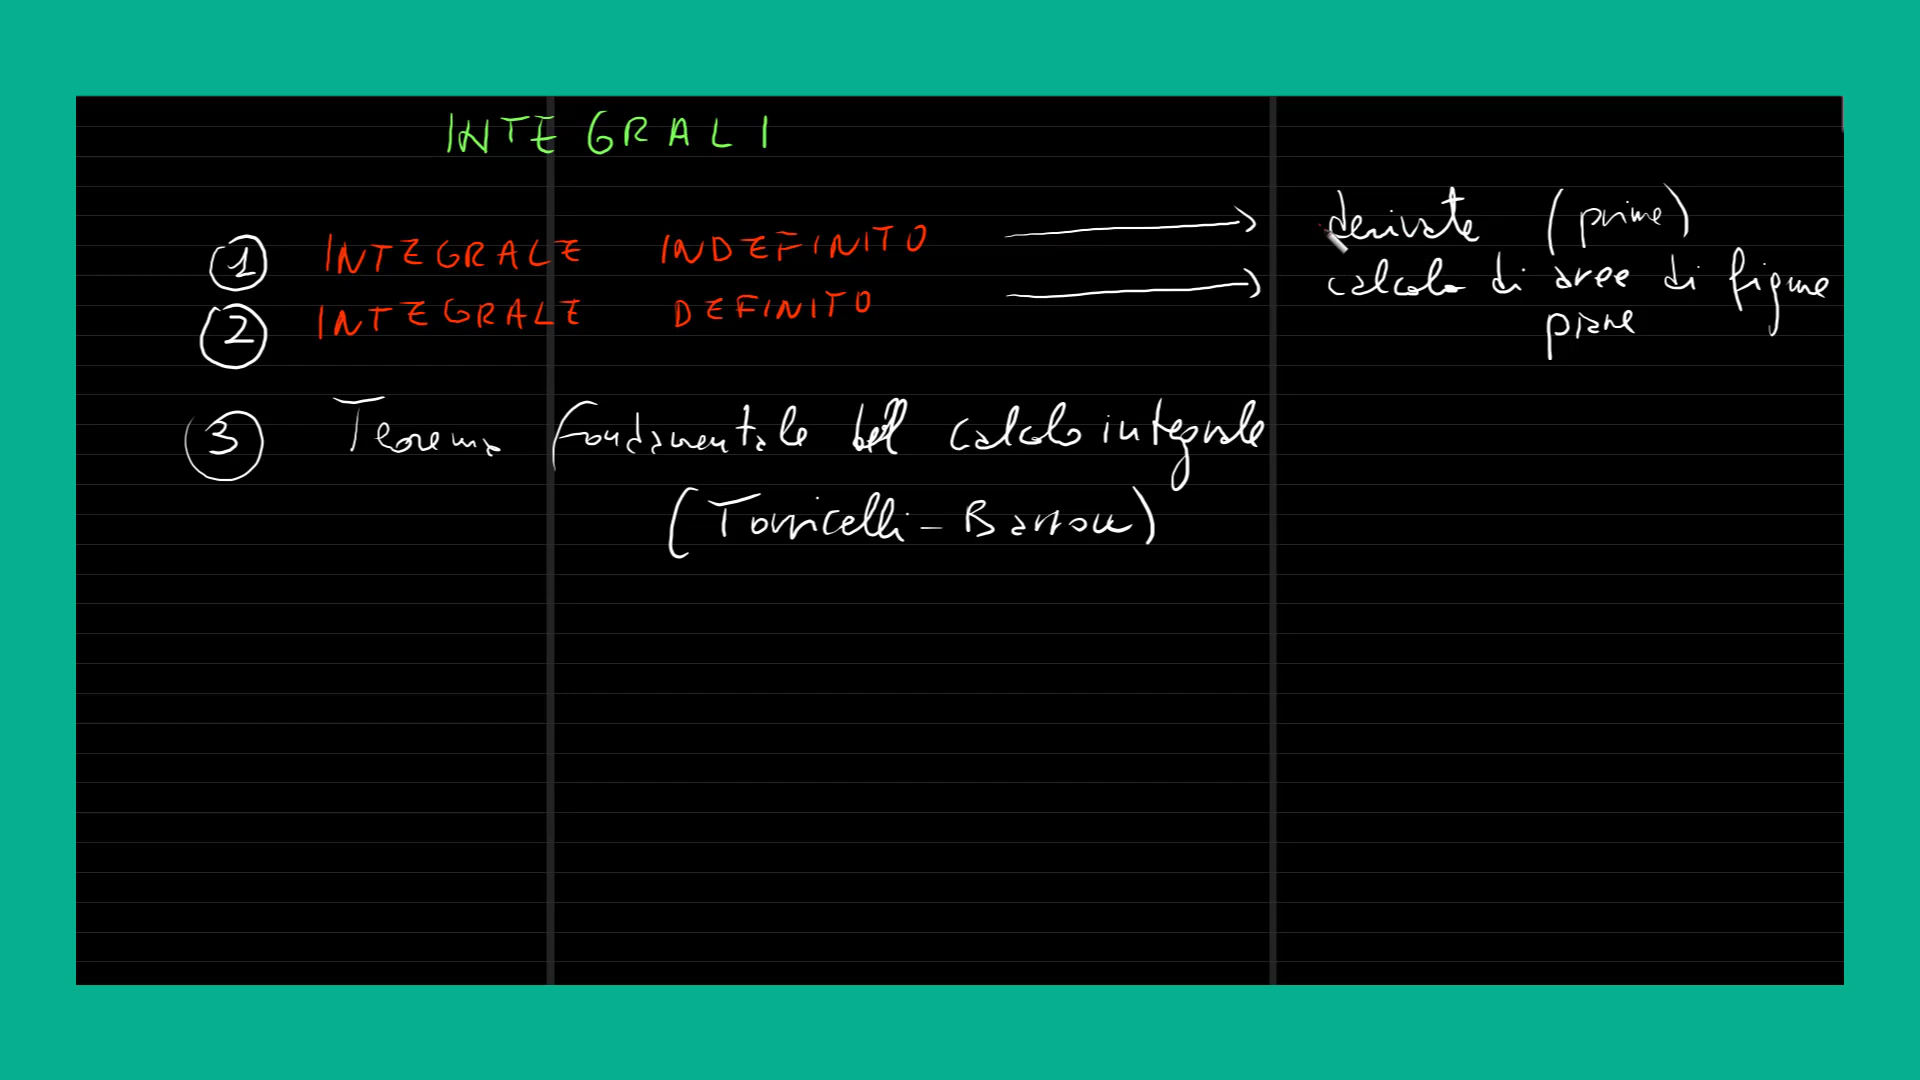 INTEGRALI
1 INTEGRALE INDEFINITO → derivate (prime)
2 INTEGRALE DEFINITO → calcolo di aree di figure
piane
3 Teorema fondamentale del calcolo integrale
(Torricelli - Barrow)